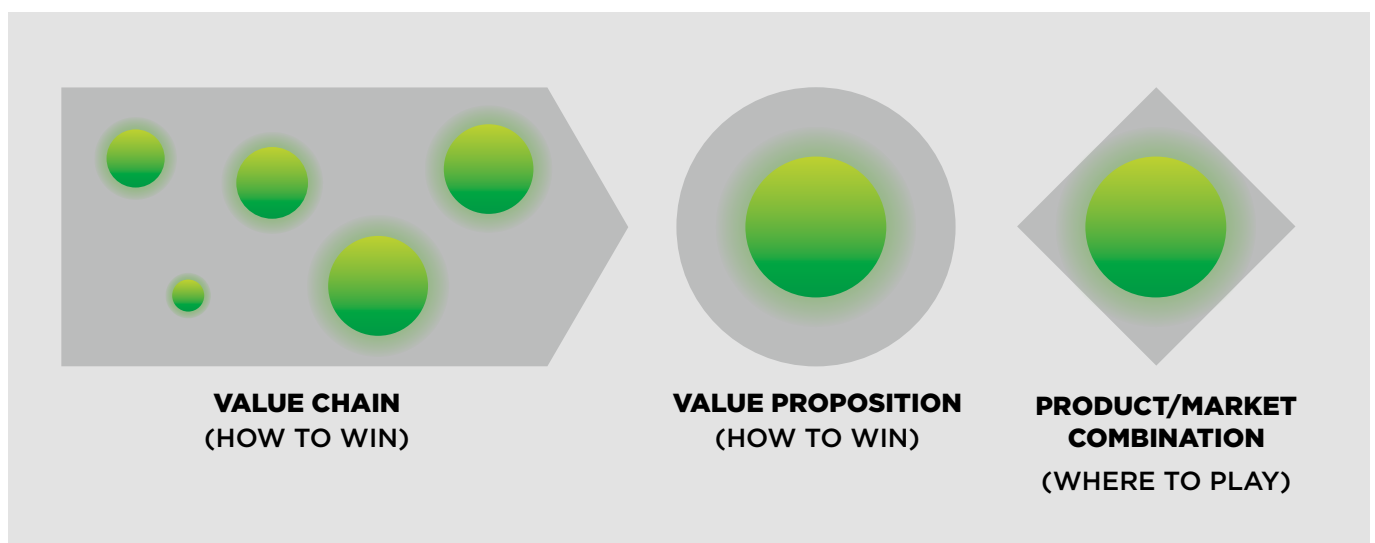 VALUE CHAIN
(HOW TO WIN)
VALUE PROPOSITION
(HOW TO WIN)
PRODUCT/MARKET
COMBINATION
(WHERE TO PLAY)